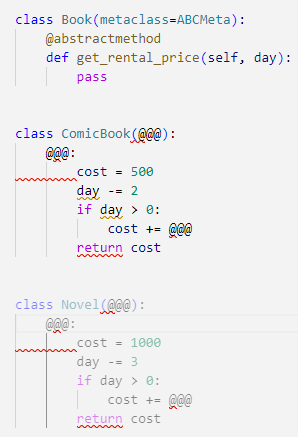 class Book(metaclass=ABCMeta):
    @abstractmethod
    def get_rental_price(self, day):
        pass
class ComicBook(@@@):
    @@@:
        cost = 500
        day -= 2
        if day > 0:
            cost += @@@
        return cost
class Novel(@@@):
    @@@:
        cost = 1000
        day -= 3
        if day > 0:
            cost += @@@
        return cost